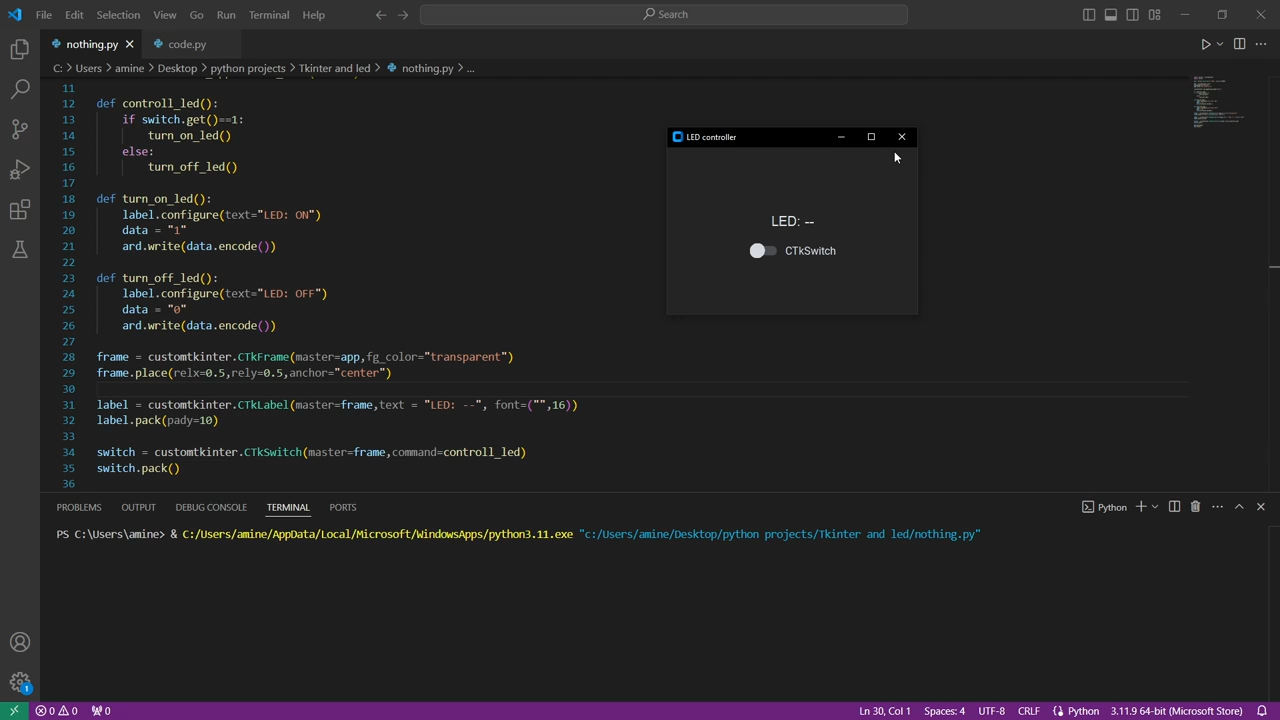 File Edit Selection View Go Run Terminal Help
Search
nothing.py
code.py
C: > Users > amine > Desktop > python projects > Tkinter and led > nothing.py > ...
11
12 def controll_led():
13 if switch.get()==1:
14 turn_on_led()
15 else:
16 turn_off_led()
17
18 def turn_on_led():
19 label.configure(text="LED: ON")
20 data = "1"
21 ard.write(data.encode())
22
23 def turn_off_led():
24 label.configure(text="LED: OFF")
25 data = "0"
26 ard.write(data.encode())
27
28 frame = customtkinter.CTkFrame(master=app,fg_color="transparent")
29 frame.place(relx=0.5,rely=0.5,anchor="center")
30
31 label = customtkinter.CTkLabel(master=frame,text = "LED: --", font=("",16))
32 label.pack(pady=10)
33
34 switch = customtkinter.CTkSwitch(master=frame,command=controll_led)
35 switch.pack()
36
LED controller
LED: --
CTkSwitch
PROBLEMS OUTPUT DEBUG CONSOLE TERMINAL PORTS
Python
PS C:\Users\amine> & C:/Users/amine/AppData/Local/Microsoft/WindowsApps/python3.11.exe "c:/Users/amine/Desktop/python projects/Tkinter and led/nothing.py"
1
0 0 0
Ln 30, Col 1 Spaces: 4 UTF-8 CRLF Python 3.11.9 64-bit (Microsoft Store)